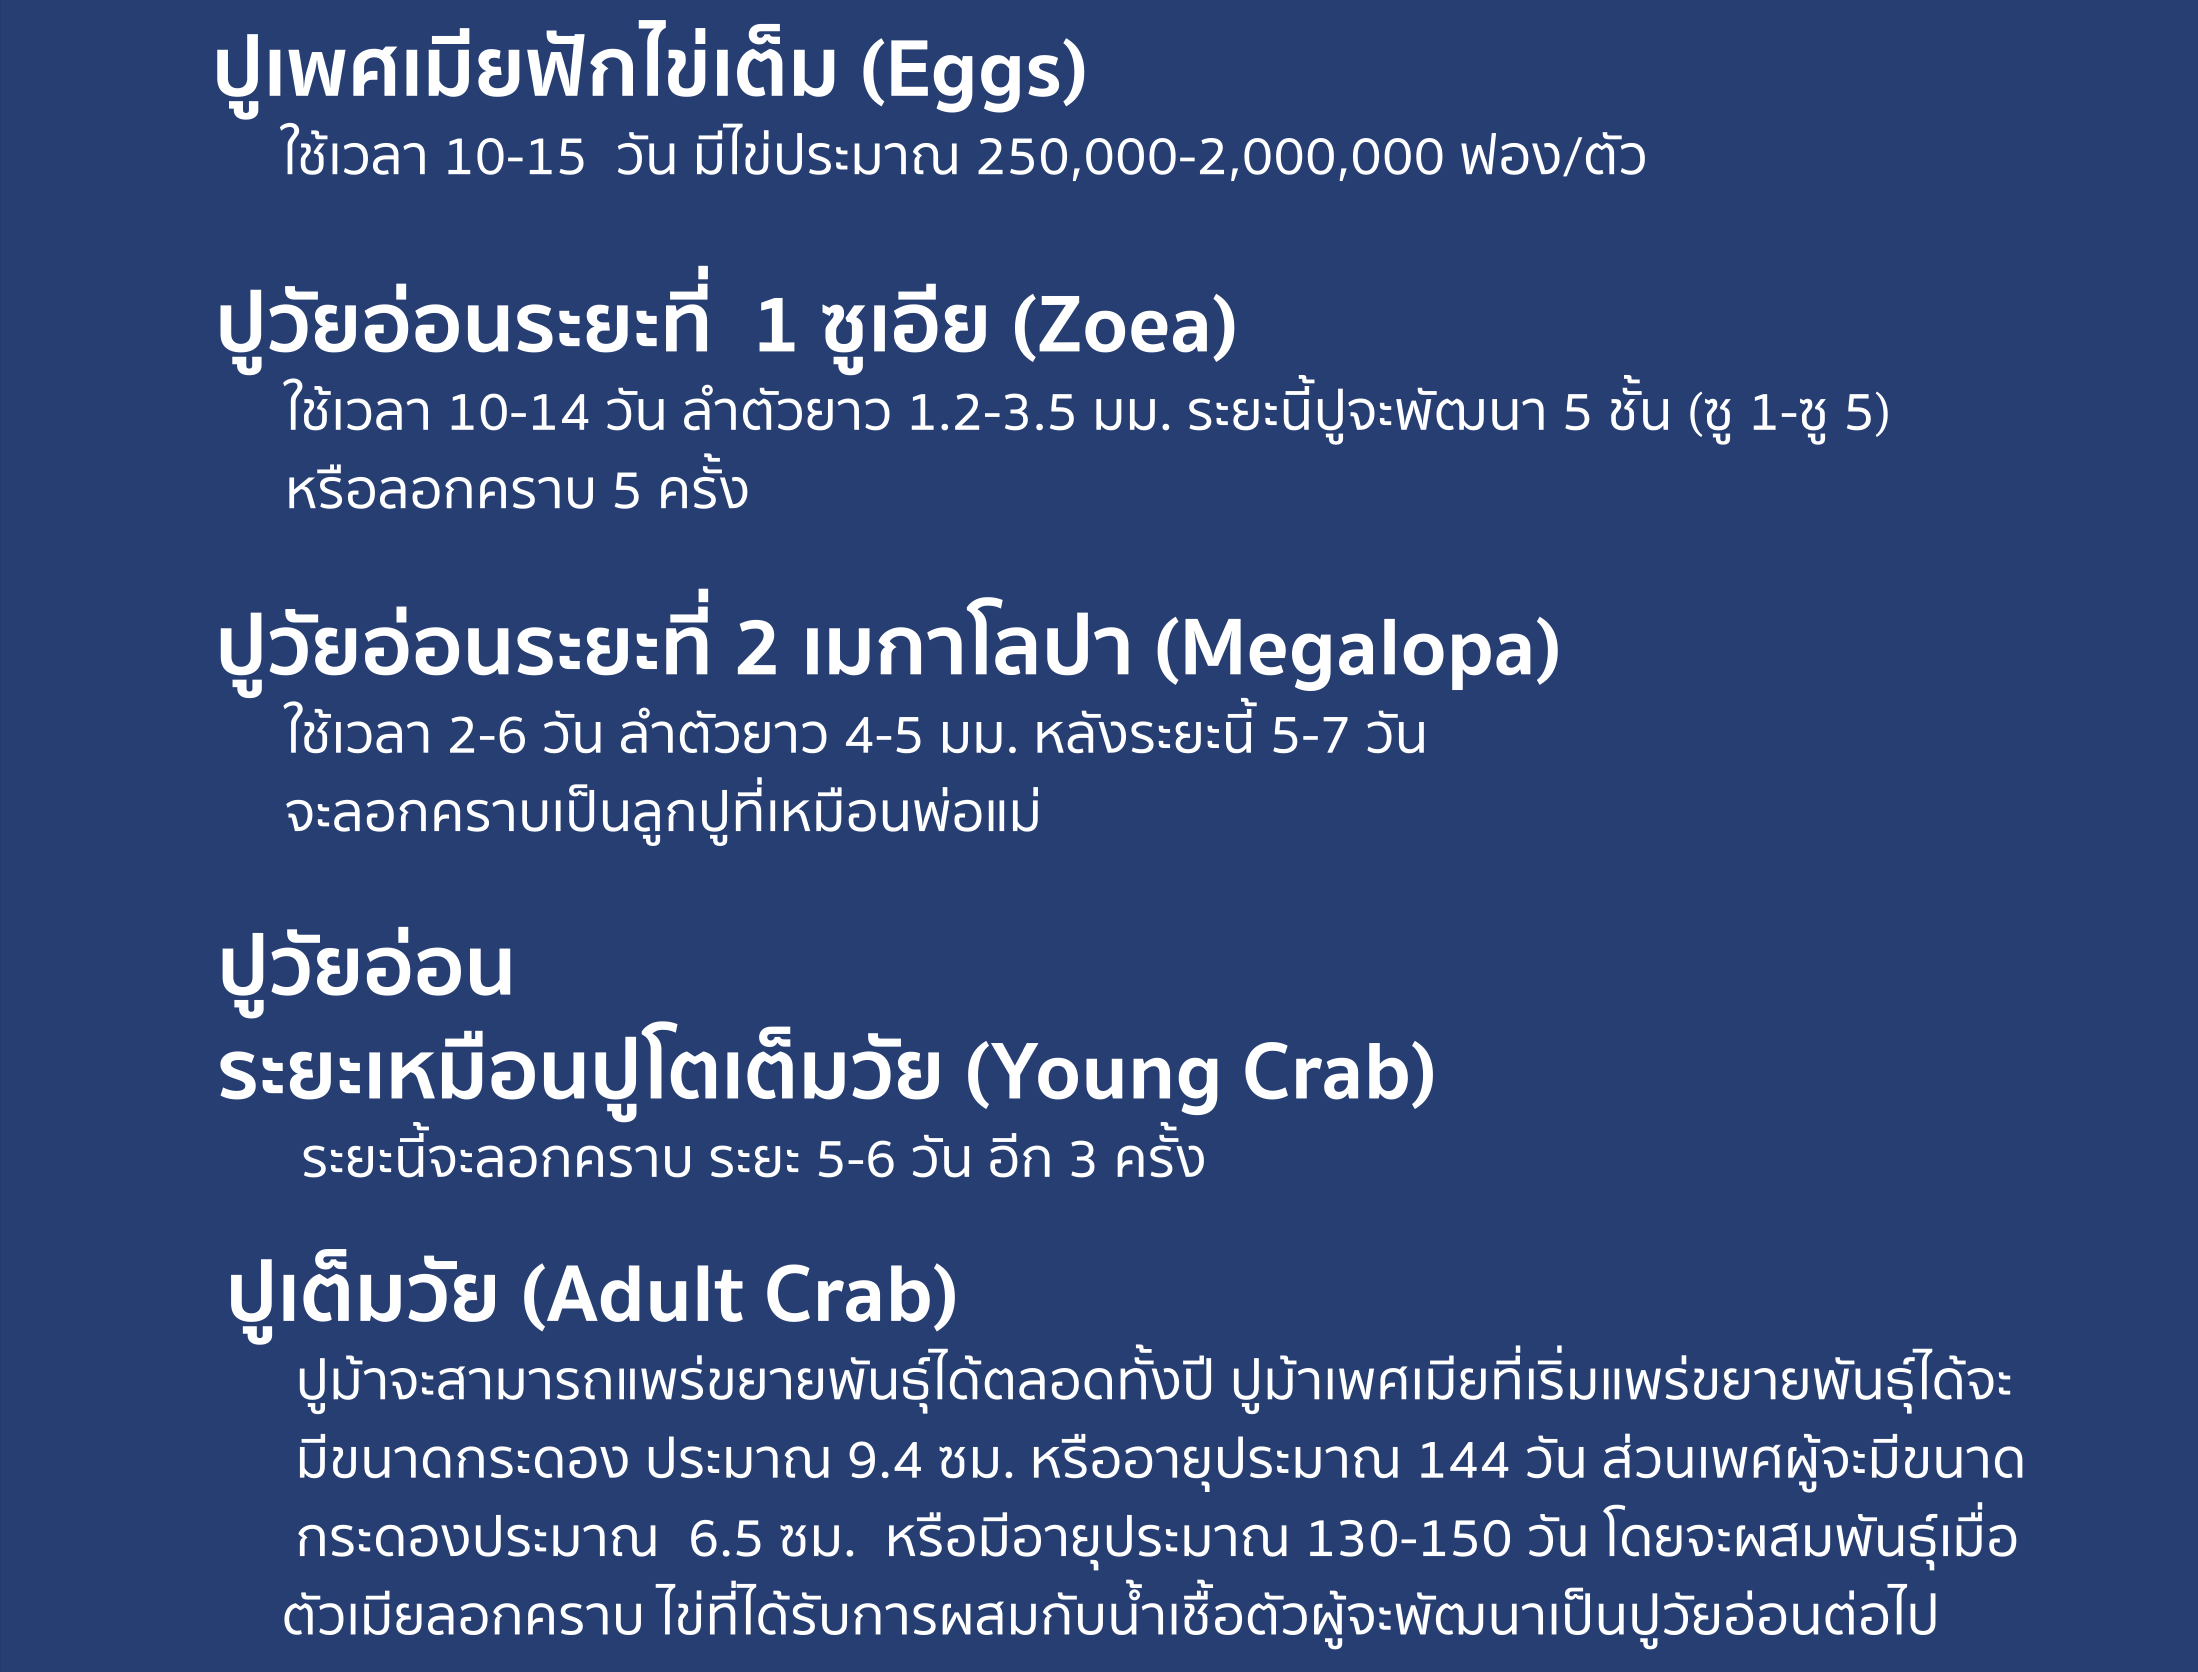 ปูเพศเมียฟักไข่เต็ม (Eggs)
ใช้เวลา 10-15 วัน มีไข่ประมาณ 250,000-2,000,000 ฟอง/ตัว
ปูวัยอ่อนระยะที่ 1 ซูเอีย (Zoea)
ใช้เวลา 10-14 วัน ลำตัวยาว 1.2-3.5 มม. ระยะนี้ปูจะพัฒนา 5 ชั้น (ซู 1-ซู 5)
หรือลอกคราบ 5 ครั้ง
ปูวัยอ่อนระยะที่ 2 เมกาโลปา (Megalopa)
ใช้เวลา 2-6 วัน ลำตัวยาว 4-5 มม. หลังระยะนี้ 5-7 วัน
จะลอกคราบเป็นลูกปูที่เหมือนพ่อแม่
ปูวัยอ่อน
ระยะเหมือนปูโตเต็มวัย (Young Crab)
ระยะนี้จะลอกคราบ ระยะ 5-6 วัน อีก 3 ครั้ง
ปูเต็มวัย (Adult Crab)
ปูม้าจะสามารถแพร่ขยายพันธุ์ได้ตลอดทั้งปี ปูม้าเพศเมียที่เริ่มแพร่ขยายพันธุ์ได้จะ
มีขนาดกระดอง ประมาณ 9.4 ซม. หรืออายุประมาณ 144 วัน ส่วนเพศผู้จะมีขนาด
กระดองประมาณ 6.5 ซม. หรือมีอายุประมาณ 130-150 วัน โดยจะผสมพันธุ์เมื่อ
ตัวเมียลอกคราบ ไข่ที่ได้รับการผสมกับน้ำเชื้อตัวผู้จะพัฒนาเป็นปูวัยอ่อนต่อไป